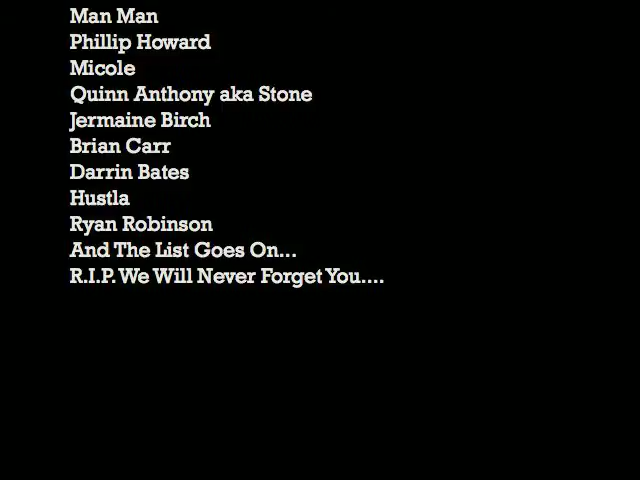 Man Man
Phillip Howard
Micole
Quinn Anthony aka Stone
Jermaine Birch
Brian Carr
Darrin Bates
Hustla
Ryan Robinson
And The List Goes On...
R.I.P. We Will Never Forget You....